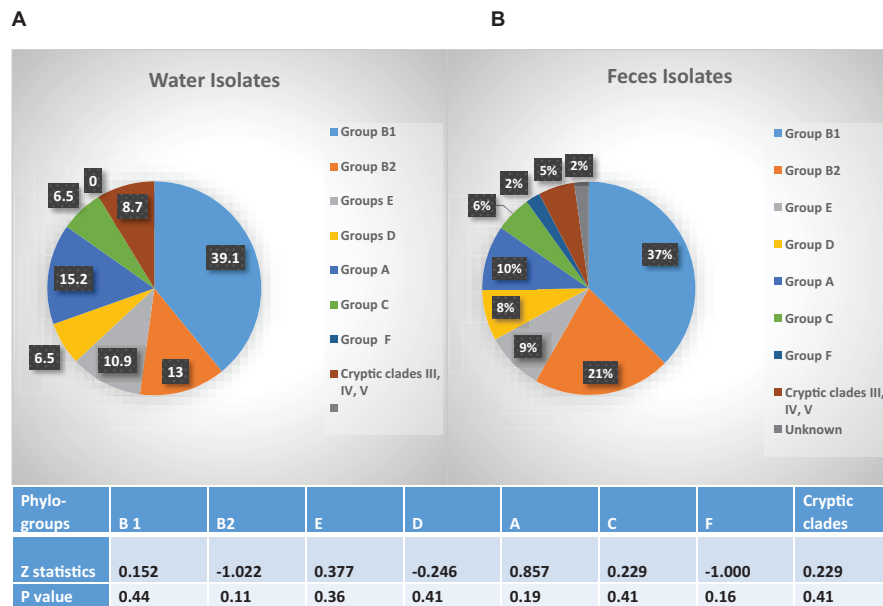 A
B
Water Isolates
Group B1
Group B2
Groups E
Groups D
Group A
Group C
Group F
Cryptic clades III,
IV, V
39.1
13
10.9
6.5
15.2
6.5
0
8.7
Feces Isolates
Group B1
Group B2
Group E
Group D
Group A
Group C
Group F
Cryptic clades III,
IV, V
Unknown
37%
21%
9%
8%
10%
6%
2%
5%
2%
Phylo-
groups B 1 B2 E D A C F Cryptic
clades
Z statistics 0.152 -1.022 0.377 -0.246 0.857 0.229 -1.000 0.229
P value 0.44 0.11 0.36 0.41 0.19 0.41 0.16 0.41